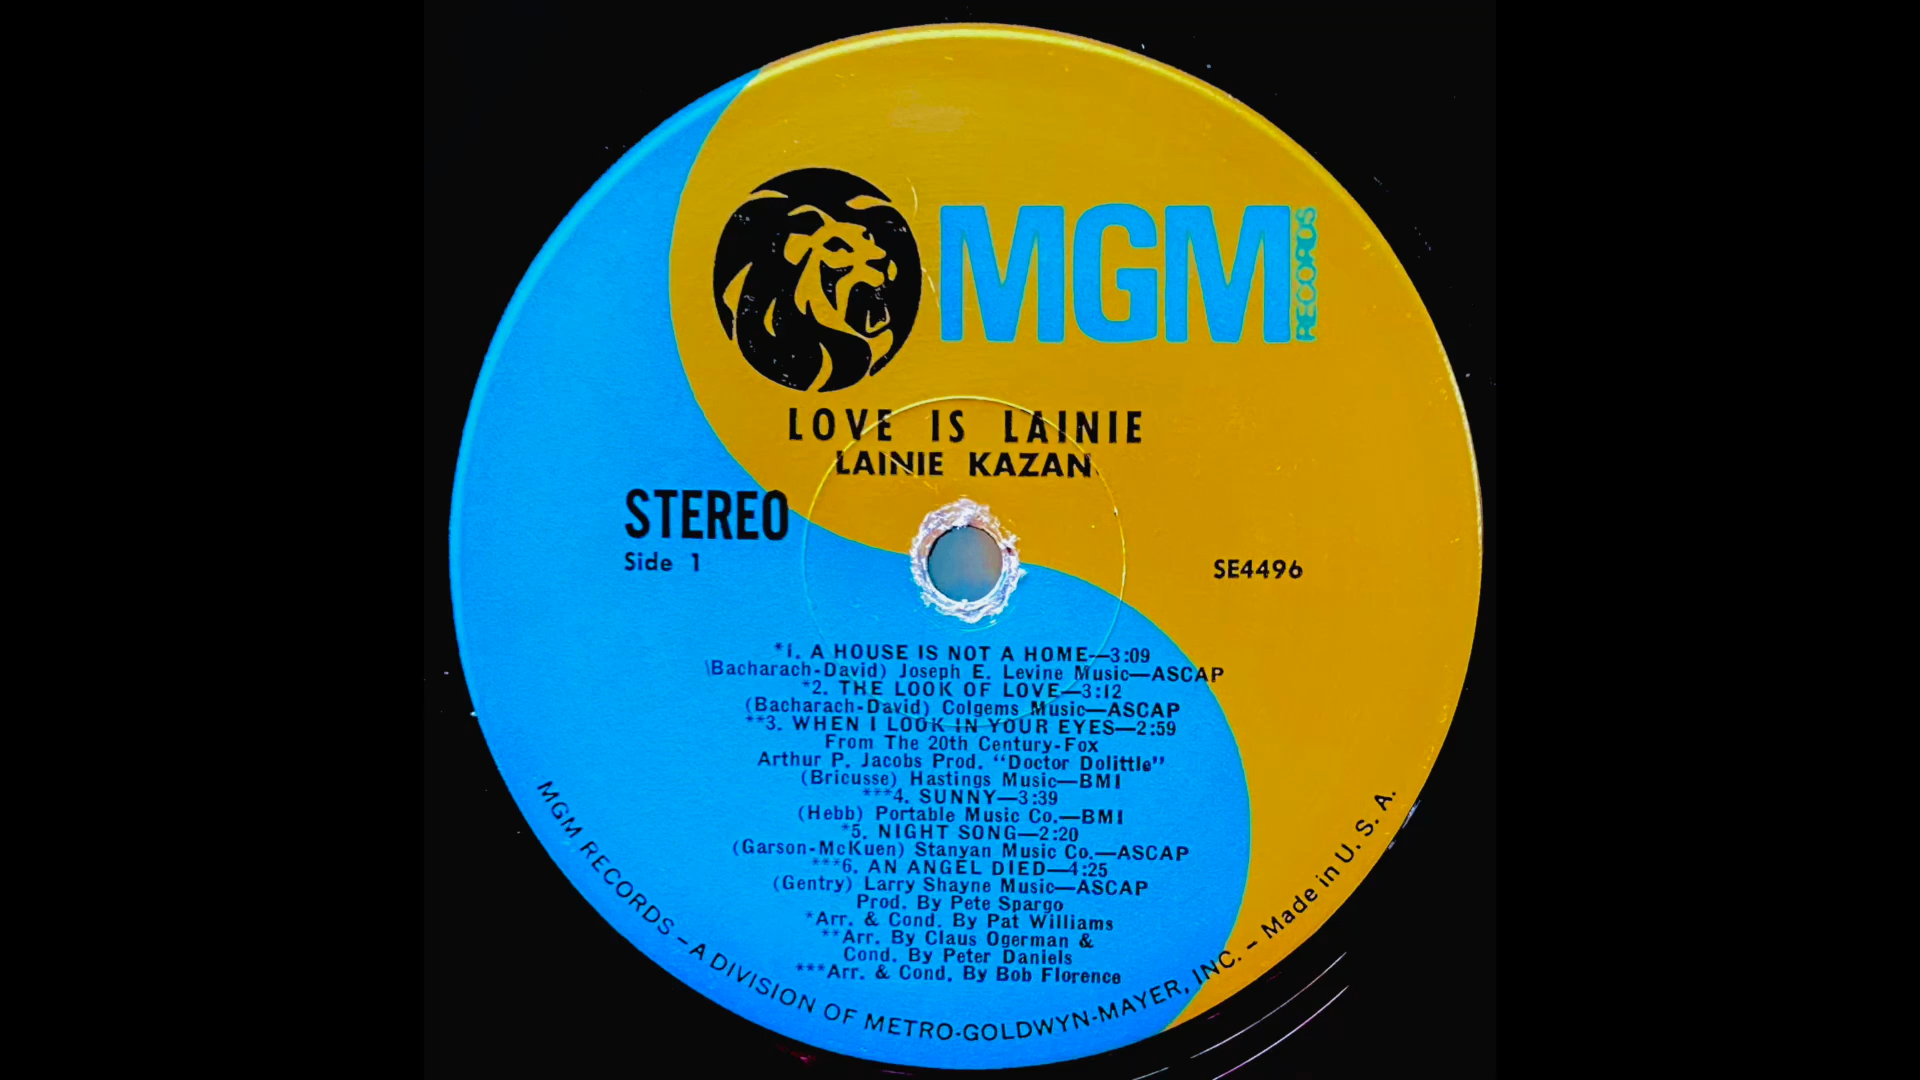 MGM RECORDS
LOVE IS LAINIE
LAINIE KAZAN
STEREO
Side 1
SE4496
*1. A HOUSE IS NOT A HOME—3:09
(Bacharach-David) Joseph E. Levine Music—ASCAP
*2. THE LOOK OF LOVE—3:12
(Bacharach-David) Colgems Music—ASCAP
**3. WHEN I LOOK IN YOUR EYES—2:59
From The 20th Century-Fox
Arthur P. Jacobs Prod. "Doctor Dolittle"
(Bricusse) Hastings Music—BMI
***4. SUNNY—3:39
(Hebb) Portable Music Co.—BMI
*5. NIGHT SONG—2:20
(Garson-McKuen) Stanyan Music Co.—ASCAP
***6. AN ANGEL DIED—4:25
(Gentry) Larry Shayne Music—ASCAP
Prod. By Pete Spargo
*Arr. & Cond. By Pat Williams
**Arr. By Claus Ogerman &
Cond. By Peter Daniels
***Arr. & Cond. By Bob Florence
MGM RECORDS – A DIVISION OF METRO-GOLDWYN-MAYER, INC. – Made in U. S. A.